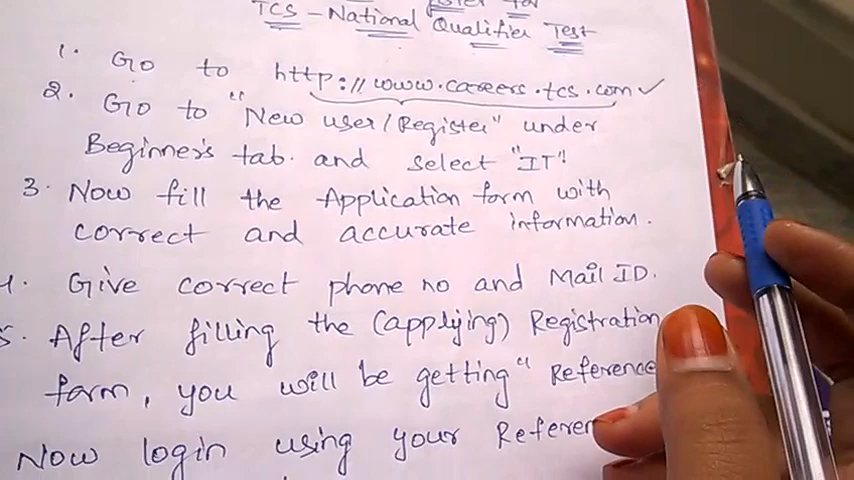 TCS - National Qualifier Test
1. Go to http://www.careers.tcs.com ✓
2. Go to "New user/Register" under
Beginner's tab. and select "IT".
3. Now fill the Application form with
correct and accurate information.
4. Give correct phone no and Mail ID.
5. After filling the (applying) Registration
form, you will be getting "Reference
Now login using your